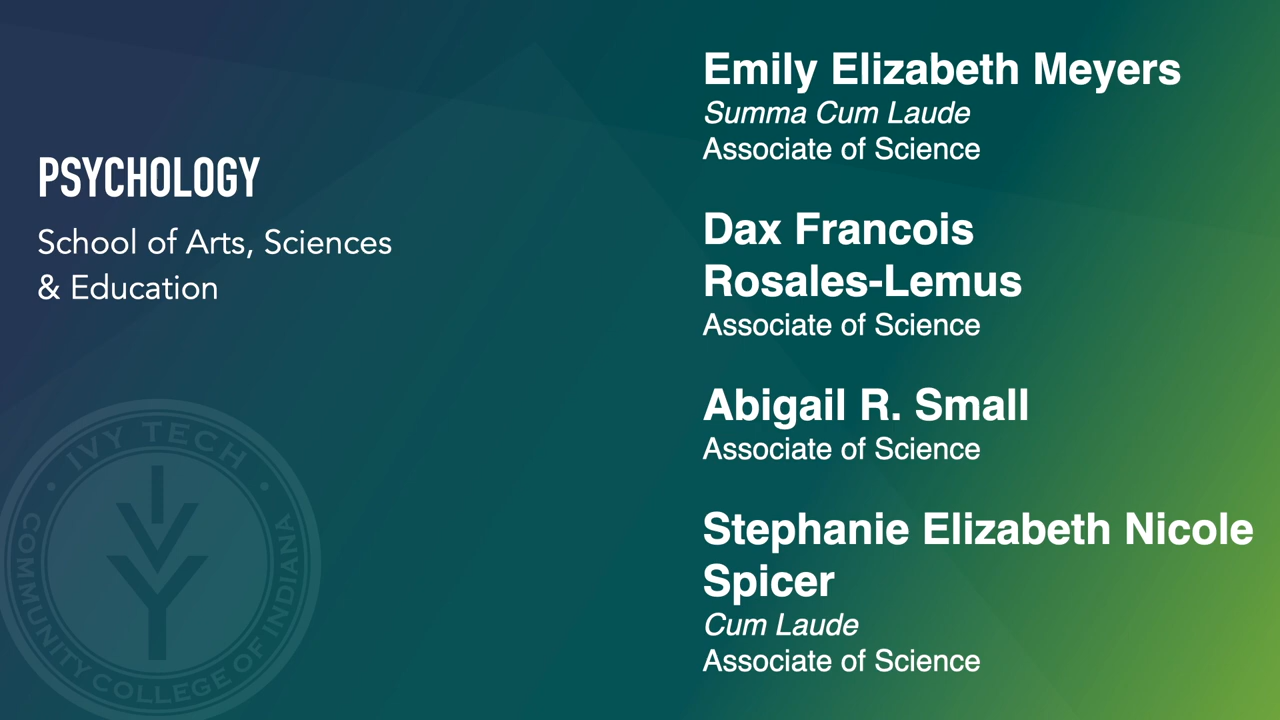 PSYCHOLOGY
School of Arts, Sciences
& Education
IVY TECH
COMMUNITY COLLEGE OF INDIANA
Emily Elizabeth Meyers
Summa Cum Laude
Associate of Science
Dax Francois
Rosales-Lemus
Associate of Science
Abigail R. Small
Associate of Science
Stephanie Elizabeth Nicole
Spicer
Cum Laude
Associate of Science